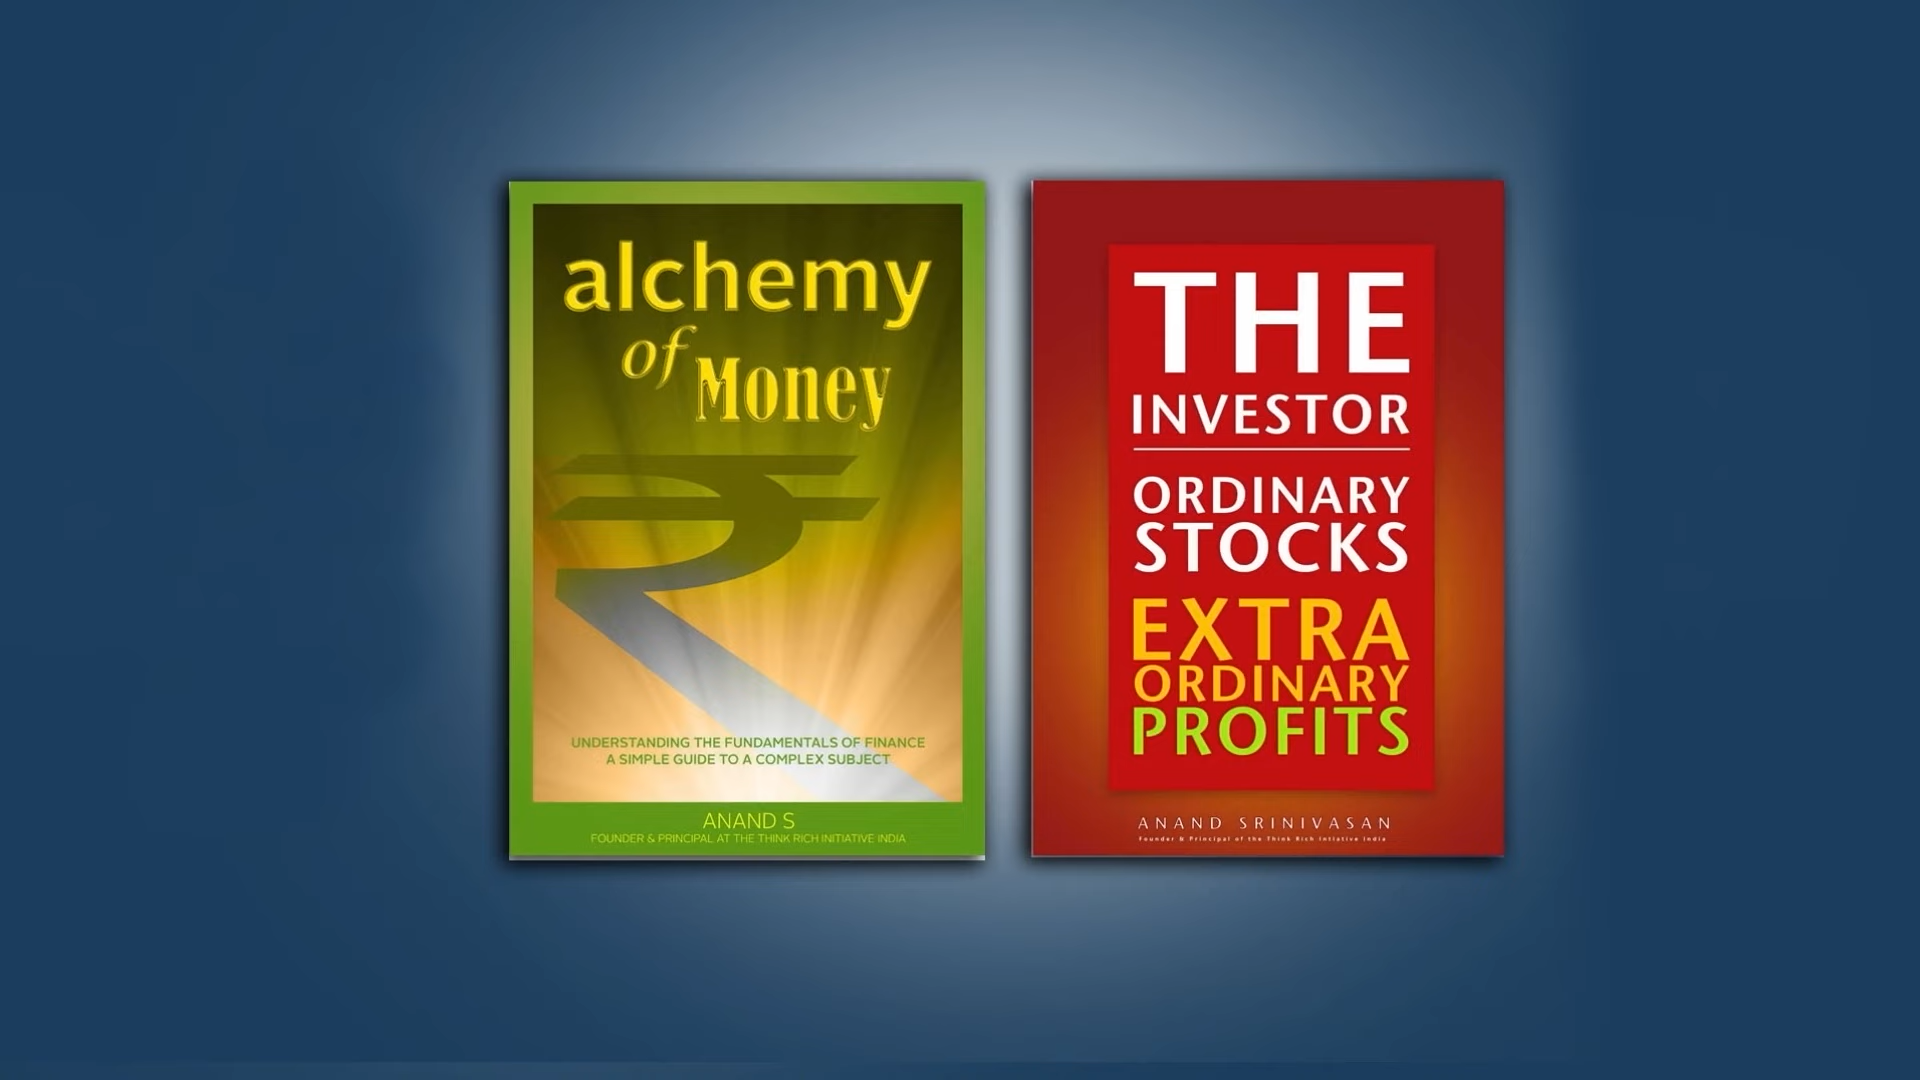 alchemy
of Money
UNDERSTANDING THE FUNDAMENTALS OF FINANCE
A SIMPLE GUIDE TO A COMPLEX SUBJECT
ANAND S
FOUNDER & PRINCIPAL AT THE THINK RICH INITIATIVE INDIA
THE
INVESTOR
ORDINARY
STOCKS
EXTRA
ORDINARY
PROFITS
ANAND SRINIVASAN
Founder & Principal of the Think Rich Intiative India